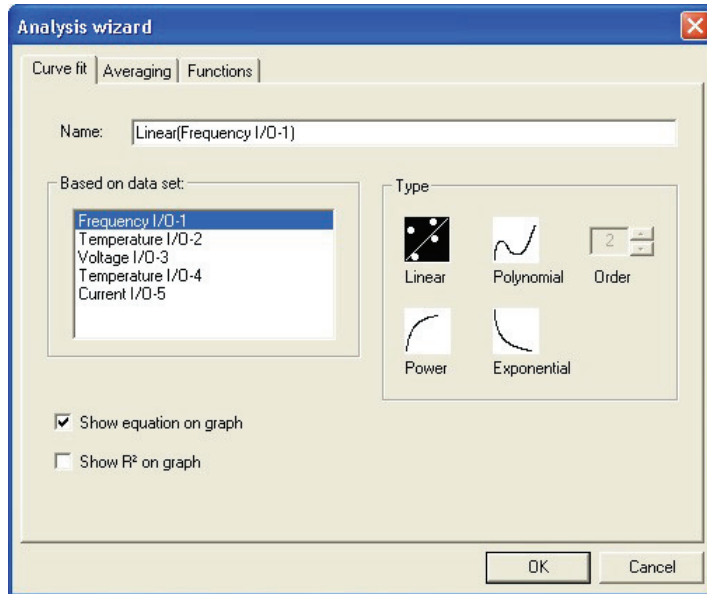 Analysis wizard
Curve fit Averaging Functions
Name: Linear(Frequency I/O-1)
Based on data set:
Frequency I/O-1
Temperature I/O-2
Voltage I/O-3
Temperature I/O-4
Current I/O-5
Type
2
Linear Polynomial Order
Power Exponential
Show equation on graph
Show R² on graph
OK Cancel